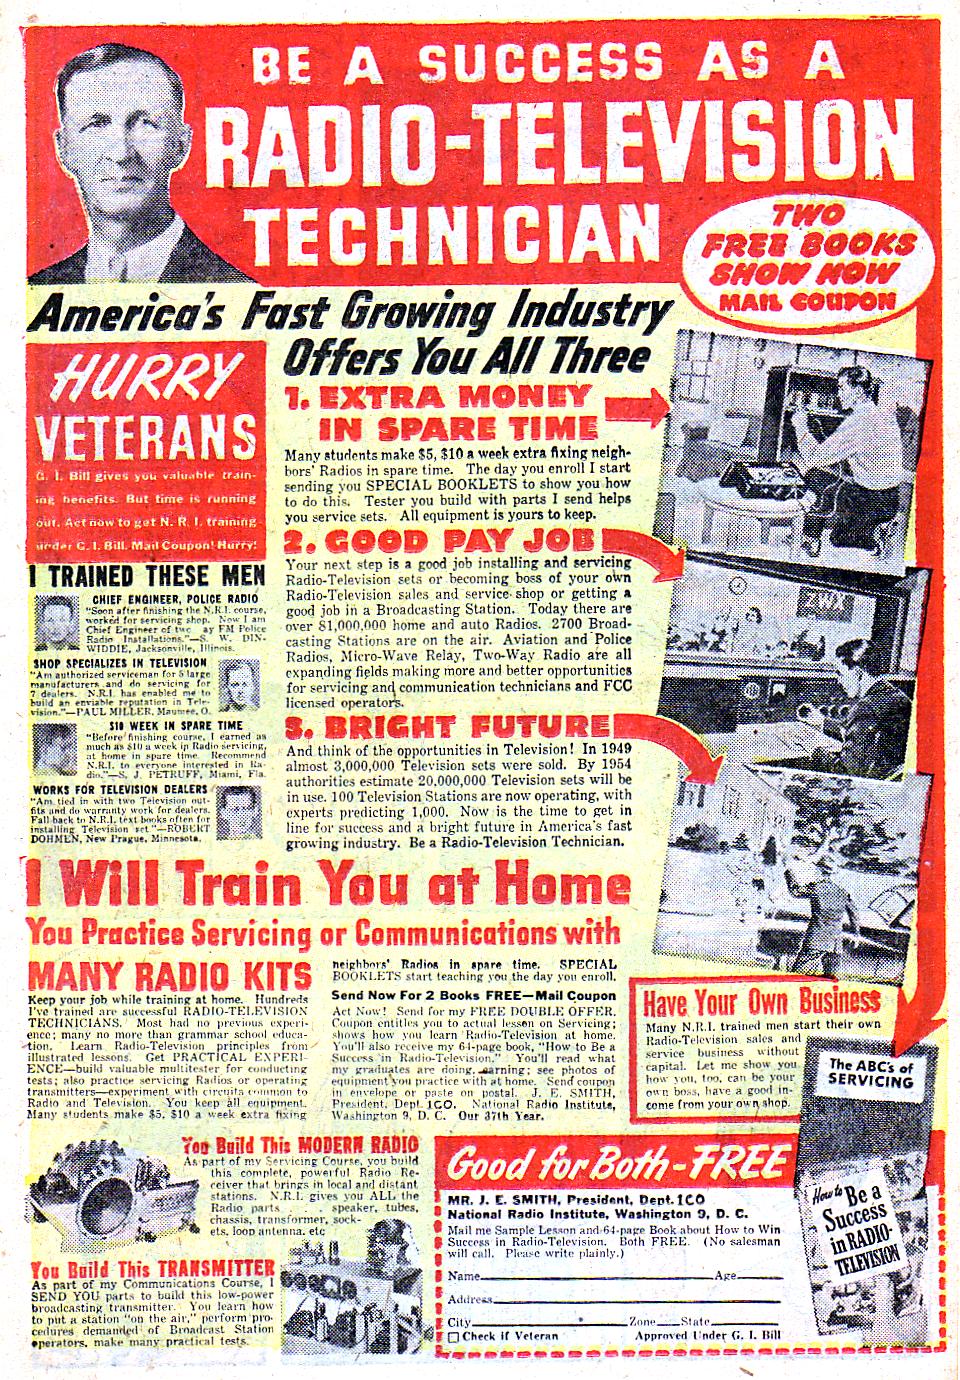 BE A SUCCESS AS A
RADIO-TELEVISION
TECHNICIAN
TWO
FREE BOOKS
SHOW HOW
MAIL COUPON
America's Fast Growing Industry
Offers You All Three
HURRY
VETERANS
G. I. Bill gives you valuable train-
ing benefits. But time is running
out. Act now to get N. R. I. training
under G. I. Bill. Mail Coupon! Hurry!
1. EXTRA MONEY
IN SPARE TIME
Many students make $5, $10 a week extra fixing neigh-
bors' Radios in spare time. The day you enroll I start
sending you SPECIAL BOOKLETS to show you how
to do this. Tester you build with parts I send helps
you service sets. All equipment is yours to keep.
2. GOOD PAY JOB
Your next step is a good job installing and servicing
Radio-Television sets or becoming boss of your own
Radio-Television sales and service shop or getting a
good job in a Broadcasting Station. Today there are
over 81,000,000 home and auto Radios. 2700 Broad-
casting Stations are on the air. Aviation and Police
Radios, Micro-Wave Relay, Two-Way Radio are all
expanding fields making more and better opportunities
for servicing and communication technicians and FCC
licensed operators.
3. BRIGHT FUTURE
And think of the opportunities in Television! In 1949
almost 3,000,000 Television sets were sold. By 1954
authorities estimate 20,000,000 Television sets will be
in use. 100 Television Stations are now operating, with
experts predicting 1,000. Now is the time to get in
line for success and a bright future in America's fast
growing industry. Be a Radio-Television Technician.
I TRAINED THESE MEN
CHIEF ENGINEER, POLICE RADIO
"Soon after finishing the N.R.I. course,
worked for servicing shop. Now I am
Chief Engineer of two ay FM Police
Radio Installations."—S. W. DIN-
WIDDIE, Jacksonville, Illinois.
SHOP SPECIALIZES IN TELEVISION
"Am authorized serviceman for 5 large
manufacturers and do servicing for
7 dealers. N.R.I. has enabled me to
build an enviable reputation in Tele-
vision."—PAUL MILLER, Maumee, O.
$10 WEEK IN SPARE TIME
"Before finishing course, I earned as
much as $10 a week in Radio servicing,
at home in spare time. Recommend
N.R.I. to everyone interested in Ra-
dio."—S. J. PETRUFF, Miami, Fla.
WORKS FOR TELEVISION DEALERS
"Am tied in with two Television out-
fits and do warranty work for dealers.
Fall back to N.R.I. text books often for
installing Television set."—ROBERT
DOHMEN, New Prague, Minnesota.
I Will Train You at Home
You Practice Servicing or Communications with
MANY RADIO KITS
Keep your job while training at home. Hundreds
I've trained are successful RADIO-TELEVISION
TECHNICIANS. Most had no previous experi-
ence; many no more than grammar school educa-
tion. Learn Radio-Television principles from
illustrated lessons. Get PRACTICAL EXPERI-
ENCE—build valuable multitester for conducting
tests; also practice servicing Radios or operating
transmitters—experiment with circuits common to
Radio and Television. You keep all equipment.
Many students make $5, $10 a week extra fixing
neighbors' Radios in spare time. SPECIAL
BOOKLETS start teaching you the day you enroll.
Send Now For 2 Books FREE—Mail Coupon
Act Now! Send for my FREE DOUBLE OFFER.
Coupon entitles you to actual lesson on Servicing;
shows how you learn Radio-Television at home.
You'll also receive my 64-page book, "How to Be a
Success in Radio-Television." You'll read what
my graduates are doing, earning; see photos of
equipment you practice with at home. Send coupon
in envelope or paste on postal. J. E. SMITH,
President, Dept. 1CO. National Radio Institute,
Washington 9, D. C. Our 37th Year.
Have Your Own Business
Many N.R.I. trained men start their own
Radio-Television sales and
service business without
capital. Let me show you
how you, too, can be your
own boss, have a good in-
come from your own shop.
The ABC's of
SERVICING
You Build This MODERN RADIO
As part of my Servicing Course, you build
this complete, powerful Radio Re-
ceiver that brings in local and distant
stations. N.R.I. gives you ALL the
Radio parts . . . speaker, tubes,
chassis, transformer, sock-
ets, loop antenna, etc
You Build This TRANSMITTER
As part of my Communications Course, I
SEND YOU parts to build this low-power
broadcasting transmitter. You learn how
to put a station "on the air," perform pro-
cedures demanded of Broadcast Station
operators, make many practical tests.
Good for Both-FREE
MR. J. E. SMITH, President, Dept. 1CO
National Radio Institute, Washington 9, D. C.
Mail me Sample Lesson and 64-page Book about How to Win
Success in Radio-Television. Both FREE. (No salesman
will call. Please write plainly.)
Name Age
Address
City Zone State
Check if Veteran Approved Under G. I. Bill
How to Be a
Success
in RADIO-
TELEVISION